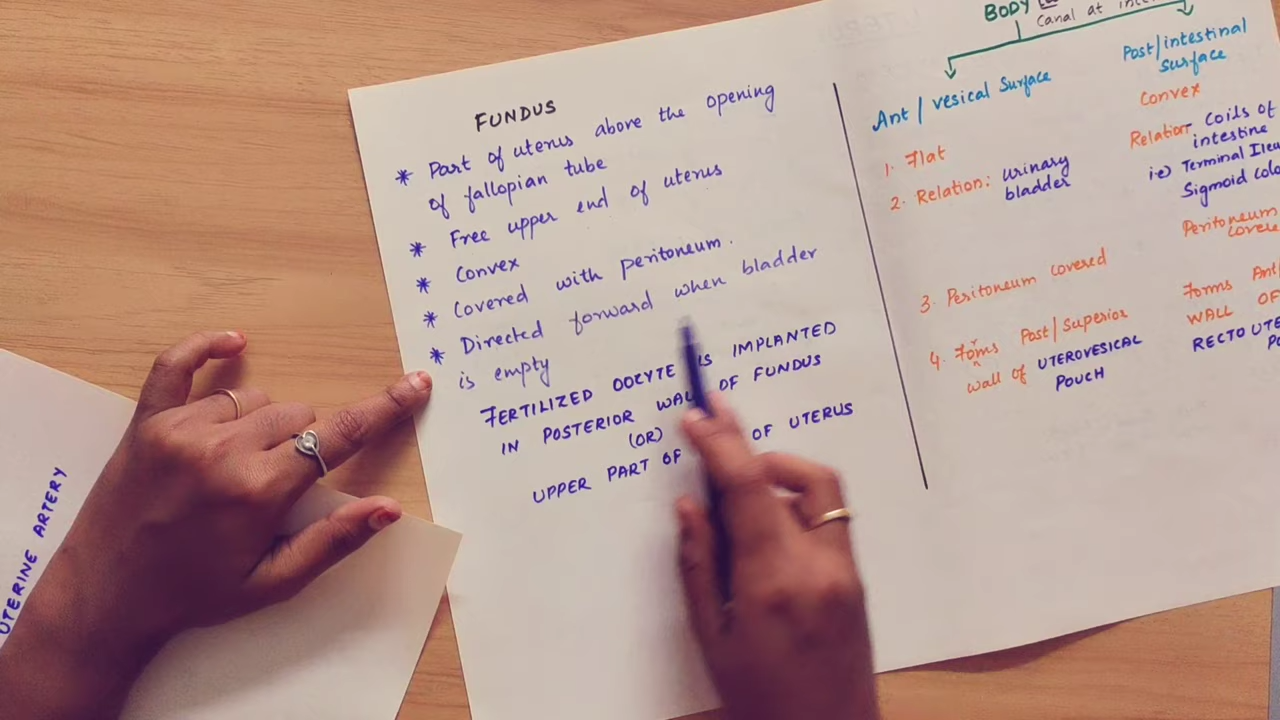 FUNDUS
* Part of uterus above the opening
of fallopian tube
* Free upper end of uterus
* Convex
* Covered with peritoneum.
* Directed forward when bladder
is empty
FERTILIZED OOCYTE IS IMPLANTED
IN POSTERIOR WALL OF FUNDUS
(OR) OF UTERUS
UPPER PART OF
BODY
Canal at
Ant / vesical surface
1. Flat
2. Relation: urinary
bladder
3. Peritoneum covered
4. Forms Post/Superior
wall of UTEROVESICAL
POUCH
Post/intestinal
surface
Convex
Relation- coils of
intestine
i.e) Terminal
Sigmoid
Peritoneum
Forms
WALL OF
UTERINE ARTERY